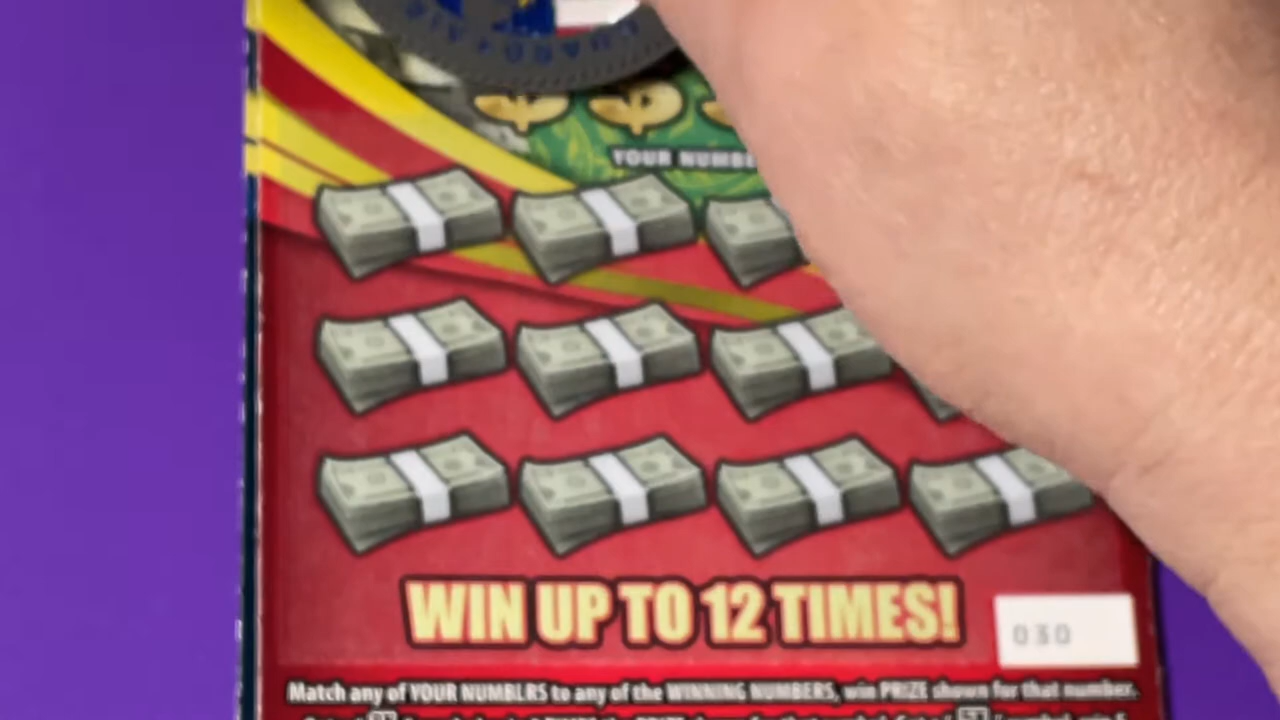 YOUR NUMBE
WIN UP TO 12 TIMES!
030
Match any of YOUR NUMBERS to any of the WINNING NUMBERS, win PRIZE shown for that number.